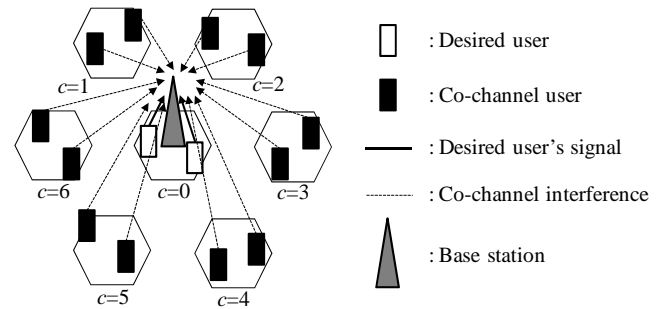 c=1
c=2
c=6
c=0
c=3
c=5
c=4
: Desired user
: Co-channel user
: Desired user's signal
: Co-channel interference
: Base station